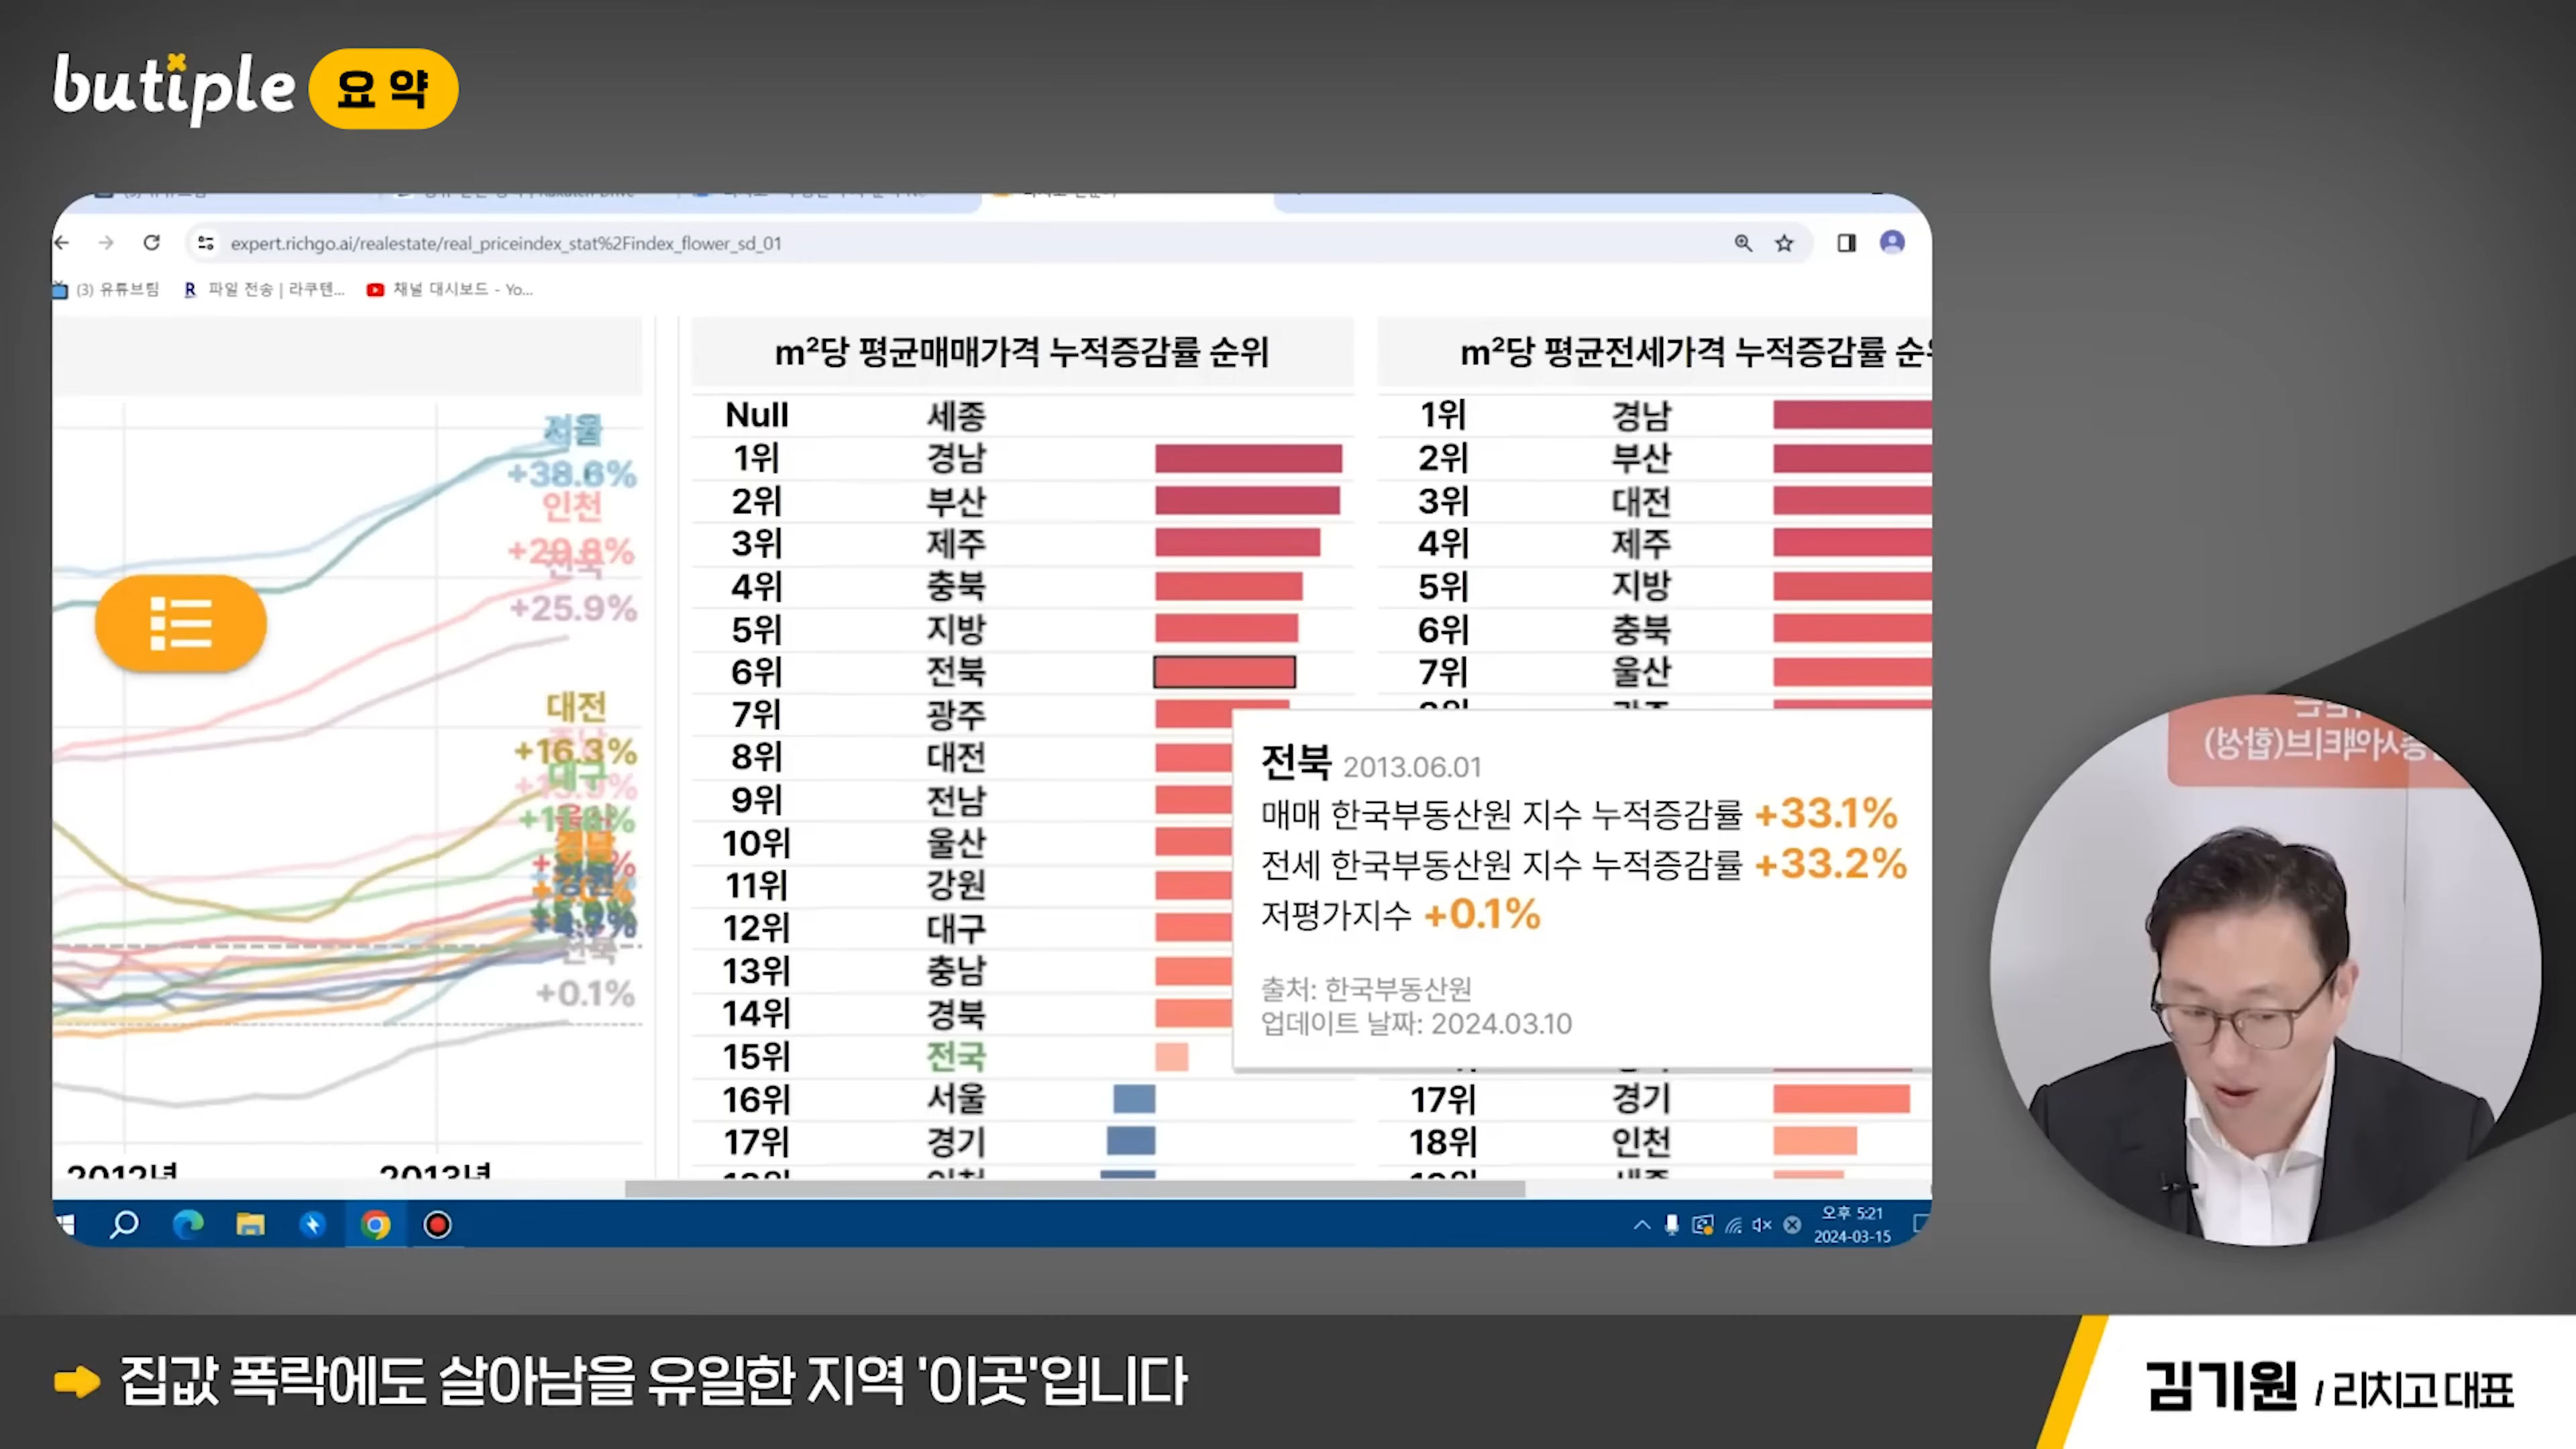 butiple 요약
expert.richgo.ai/realestate/real_priceindex_stat%2Findex_flower_sd_01
(3) 유튜브팀
파일 전송 | 라쿠텐...
채널 대시보드 - Yo...
+38.6%
인천
+29.8%
+25.9%
대전
+16.3%
대구
강원
전북
+0.1%
2012년
2013년
m²당 평균매매가격 누적증감률 순위
Null 세종
1위 경남
2위 부산
3위 제주
4위 충북
5위 지방
6위 전북
7위 광주
8위 대전
9위 전남
10위 울산
11위 강원
12위 대구
13위 충남
14위 경북
15위 전국
16위 서울
17위 경기
m²당 평균전세가격 누적증감률 순
1위 경남
2위 부산
3위 대전
4위 제주
5위 지방
6위 충북
7위 울산
17위 경기
18위 인천
전북 2013.06.01
매매 한국부동산원 지수 누적증감률 +33.1%
전세 한국부동산원 지수 누적증감률 +33.2%
저평가지수 +0.1%
출처: 한국부동산원
업데이트 날짜: 2024.03.10
오후 5:21
2024-03-15
집값 폭락에도 살아남을 유일한 지역 '이곳'입니다
김기원 / 리치고 대표